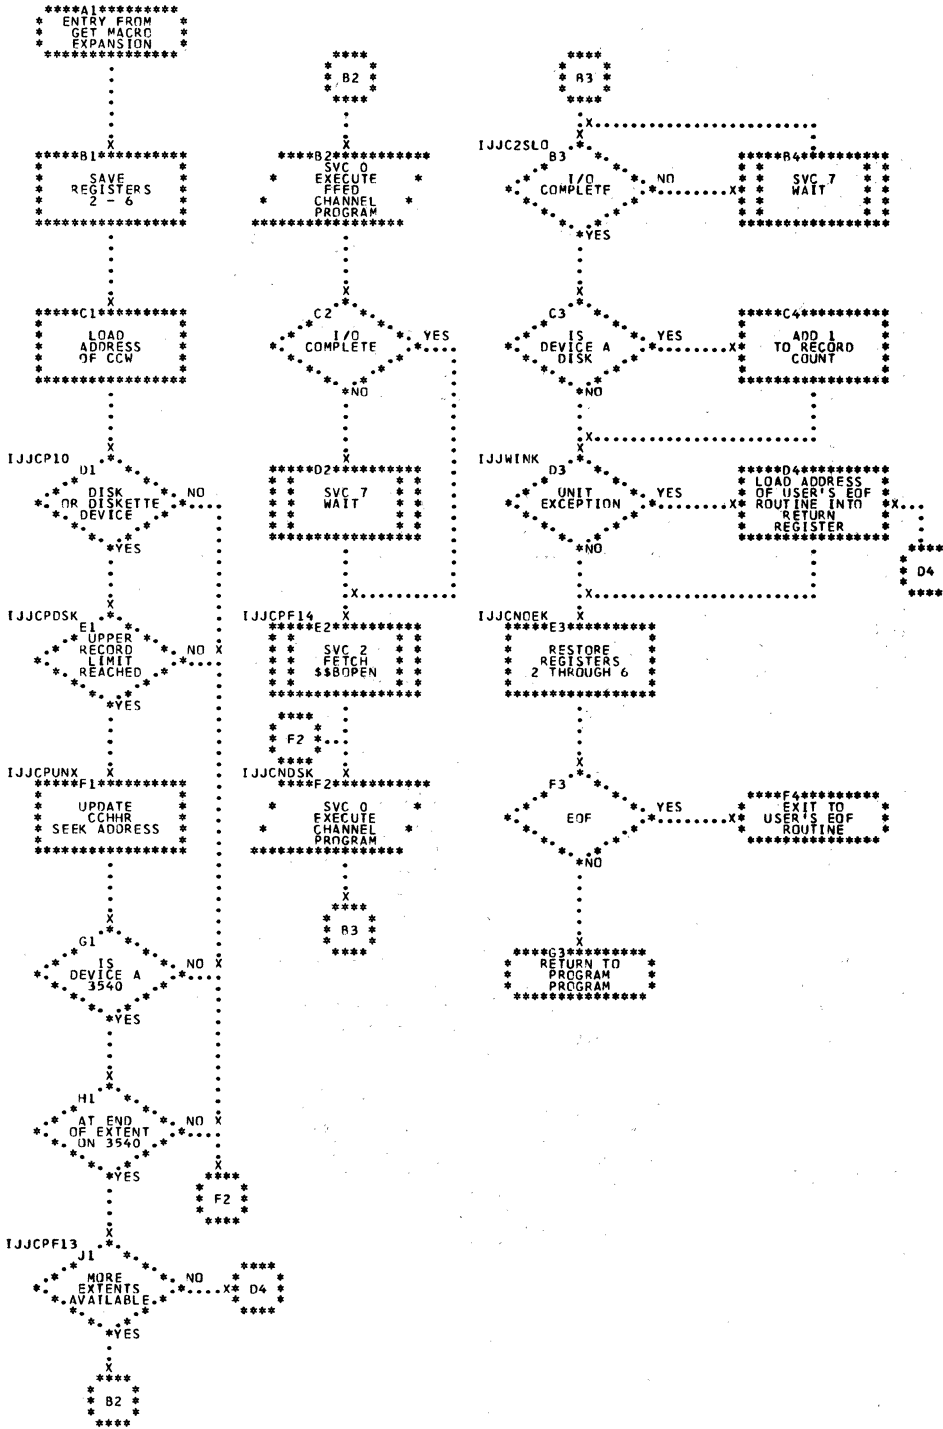 A1
ENTRY FROM
GET MACRO
EXPANSION
B1
SAVE
REGISTERS
2 - 6
C1
LOAD
ADDRESS
OF CCW
IJJCP10
D1
DISK
OR DISKETTE
DEVICE
NO
YES
IJJCPDSK
E1
UPPER
RECORD
LIMIT
REACHED
NO
YES
IJJCPUNX
F1
UPDATE
CCHHR
SEEK ADDRESS
G1
IS
DEVICE A
3540
NO
YES
H1
AT END
OF EXTENT
ON 3540
NO
YES
F2
IJJCPF13
J1
MORE
EXTENTS
AVAILABLE
NO
D4
YES
B2
B2
B2
SVC 0
EXECUTE
FEED
CHANNEL
PROGRAM
C2
I/O
COMPLETE
YES
NO
D2
SVC 7
WAIT
IJJCPF14
E2
SVC 2
FETCH
$$BOPEN
F2
IJJCNDSK
F2
SVC 0
EXECUTE
CHANNEL
PROGRAM
B3
B3
IJJC2SLO
B3
I/O
COMPLETE
NO
YES
B4
SVC 7
WAIT
C3
IS
DEVICE A
DISK
YES
NO
C4
ADD 1
TO RECORD
COUNT
IJJWINK
D3
UNIT
EXCEPTION
YES
NO
D4
LOAD ADDRESS
OF USER'S EOF
ROUTINE INTO
RETURN
REGISTER
D4
IJJCNOEK
E3
RESTORE
REGISTERS
2 THROUGH 6
F3
EOF
YES
NO
F4
EXIT TO
USER'S EOF
ROUTINE
G3
RETURN TO
PROGRAM
PROGRAM